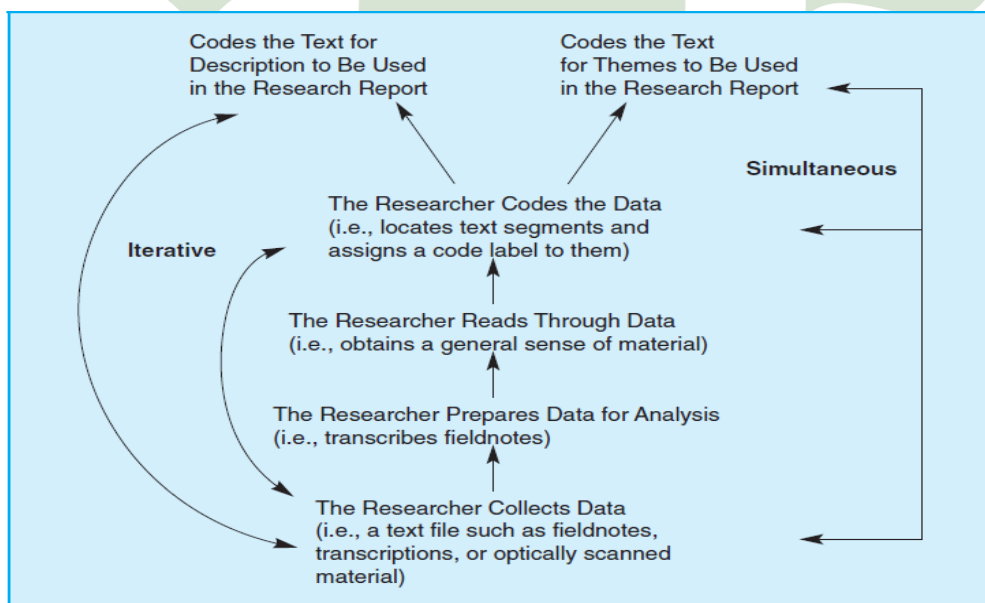 Codes the Text for
Description to Be Used
in the Research Report
Codes the Text
for Themes to Be Used
in the Research Report
Simultaneous
The Researcher Codes the Data
(i.e., locates text segments and
assigns a code label to them)
Iterative
The Researcher Reads Through Data
(i.e., obtains a general sense of material)
The Researcher Prepares Data for Analysis
(i.e., transcribes fieldnotes)
The Researcher Collects Data
(i.e., a text file such as fieldnotes,
transcriptions, or optically scanned
material)